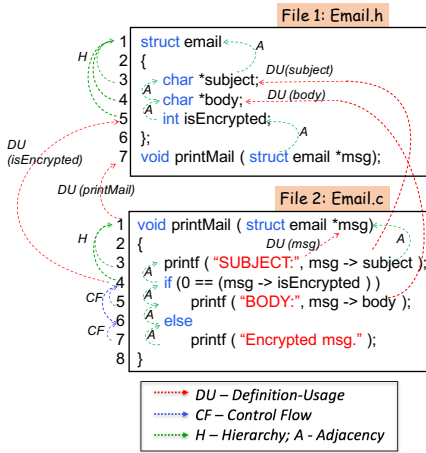 File 1: Email.h
1 struct email
A
2 {
H
3 char *subject;
DU(subject)
A
4 char *body;
DU (body)
A
5 int isEncrypted;
DU
(isEncrypted)
6 };
A
7 void printMail ( struct email *msg);
DU (printMail)
File 2: Email.c
1 void printMail ( struct email *msg)
2 {
DU (msg)
A
H
3 printf ( “SUBJECT:”, msg -> subject );
A
4 if (0 == (msg -> isEncrypted ) )
CF
A
5 printf ( “BODY:”, msg -> body );
A
6 else
CF
A
7 printf ( “Encrypted msg.” );
8 }
DU – Definition-Usage
CF – Control Flow
H – Hierarchy; A - Adjacency